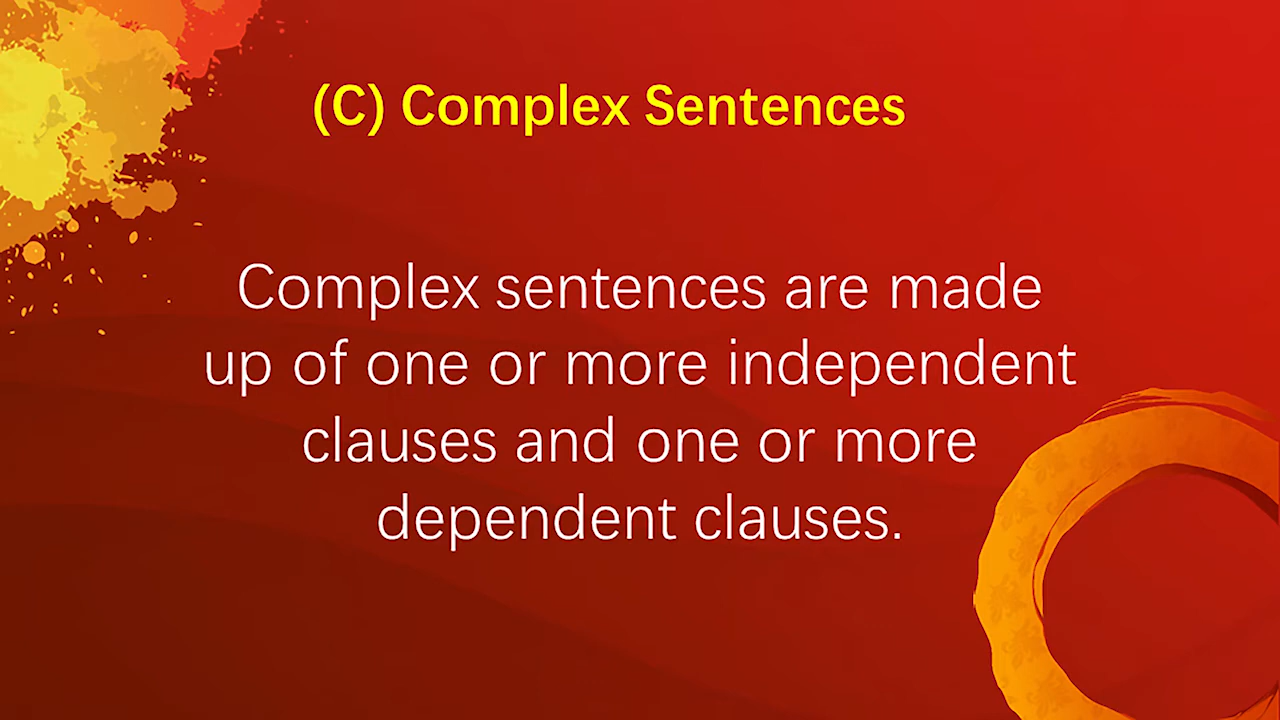 (C) Complex Sentences
Complex sentences are made
up of one or more independent
clauses and one or more
dependent clauses.